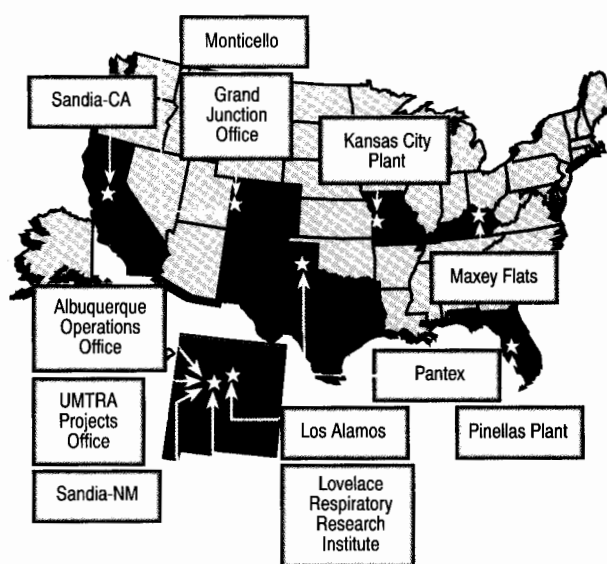 Monticello
Sandia-CA
Grand
Junction
Office
Kansas City
Plant
Maxey Flats
Albuquerque
Operations
Office
Pantex
UMTRA
Projects
Office
Los Alamos
Pinellas Plant
Sandia-NM
Lovelace
Respiratory
Research
Institute